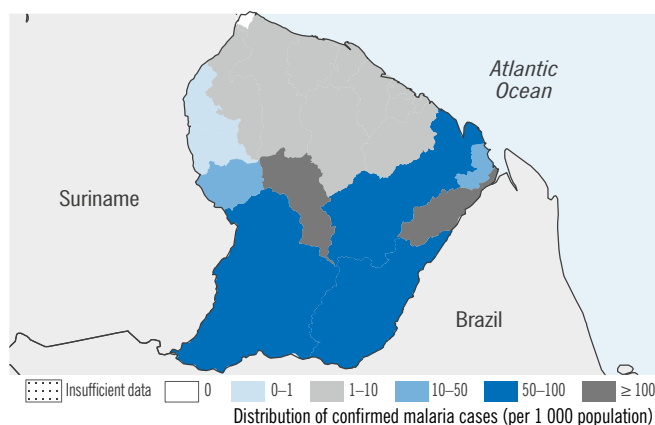 Atlantic
Ocean
Suriname
Brazil
Insufficient data 0 0–1 1–10 10–50 50–100 ≥ 100
Distribution of confirmed malaria cases (per 1 000 population)